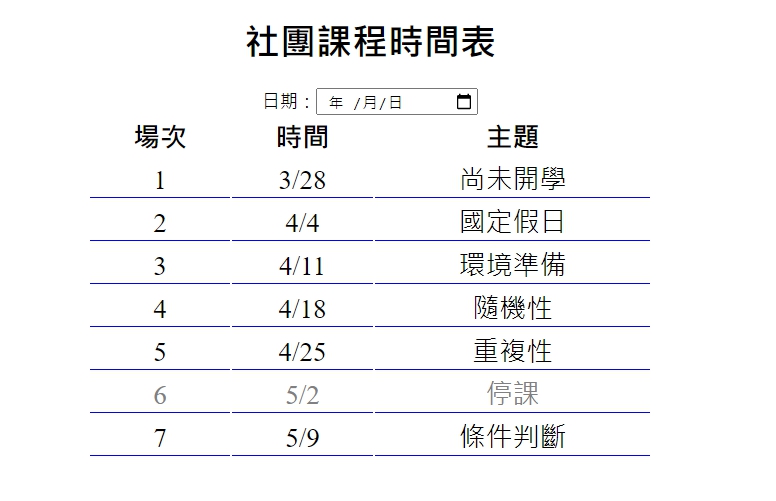 社團課程時間表
日期：年 /月/日
場次 時間 主題
1 3/28 尚未開學
2 4/4 國定假日
3 4/11 環境準備
4 4/18 隨機性
5 4/25 重複性
6 5/2 停課
7 5/9 條件判斷